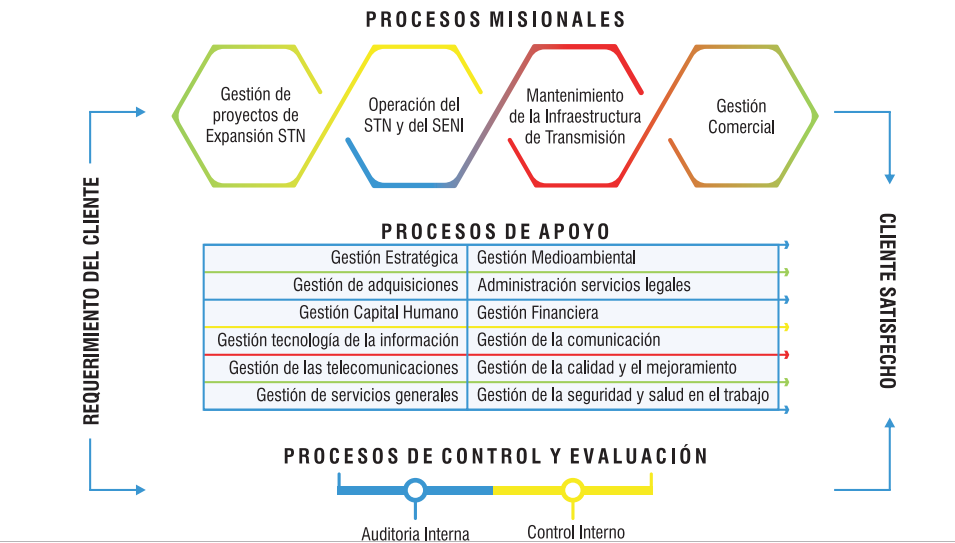 PROCESOS MISIONALES
Gestión de
proyectos de
Expansión STN
Operación del
STN y del SENI
Mantenimiento
de la Infraestructura
de Transmisión
Gestión
Comercial
REQUERIMIENTO DEL CLIENTE
PROCESOS DE APOYO
Gestión Estratégica Gestión Medioambiental
Gestión de adquisiciones Administración servicios legales
Gestión Capital Humano Gestión Financiera
Gestión tecnología de la información Gestión de la comunicación
Gestión de las telecomunicaciones Gestión de la calidad y el mejoramiento
Gestión de servicios generales Gestión de la seguridad y salud en el trabajo
CLIENTE SATISFECHO
PROCESOS DE CONTROL Y EVALUACIÓN
Auditoria Interna
Control Interno